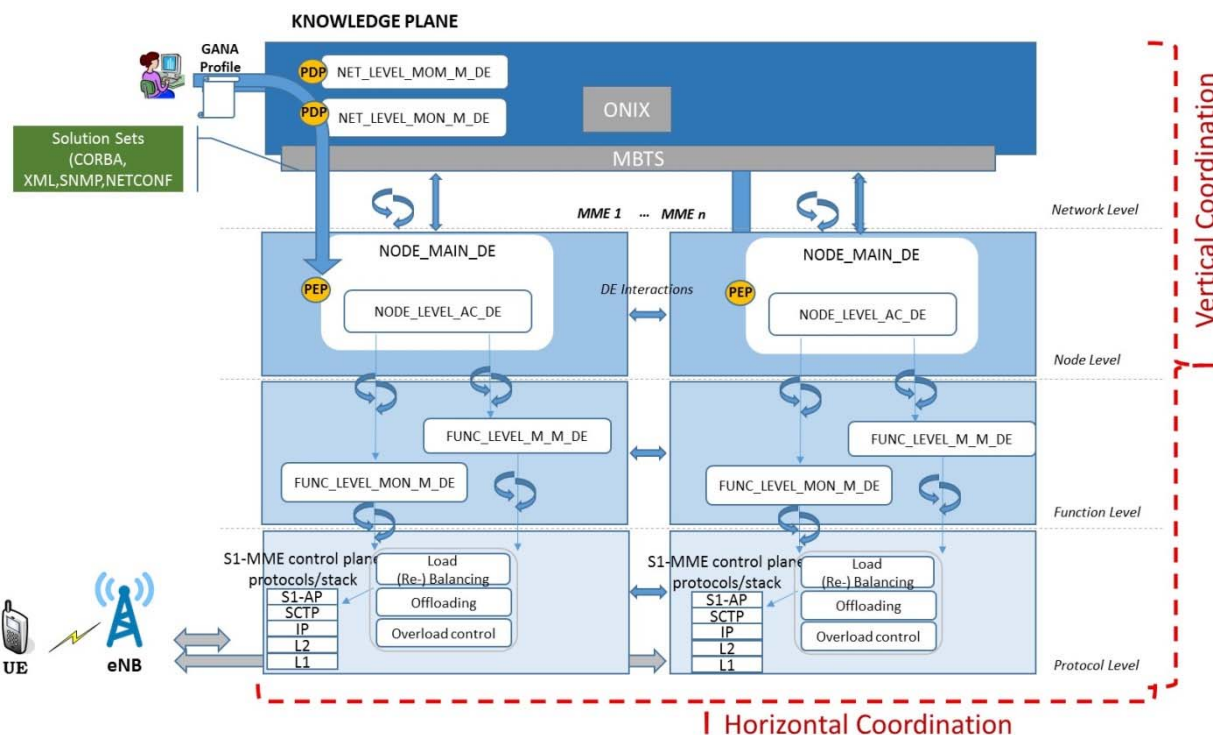 KNOWLEDGE PLANE
GANA
Profile
PDP
NET_LEVEL_MOM_M_DE
PDP
NET_LEVEL_MON_M_DE
ONIX
Solution Sets
(CORBA,
XML,SNMP,NETCONF
MBTS
MME 1 ... MME n
Network Level
NODE_MAIN_DE
PEP
NODE_LEVEL_AC_DE
DE Interactions
NODE_MAIN_DE
PEP
NODE_LEVEL_AC_DE
Node Level
Vertical Coordination
FUNC_LEVEL_M_M_DE
FUNC_LEVEL_MON_M_DE
FUNC_LEVEL_M_M_DE
FUNC_LEVEL_MON_M_DE
Function Level
S1-MME control plane
protocols/stack
S1-AP
SCTP
IP
L2
L1
Load
(Re-) Balancing
Offloading
Overload control
S1-MME control plane
protocols/stack
S1-AP
SCTP
IP
L2
L1
Load
(Re-) Balancing
Offloading
Overload control
Protocol Level
UE
eNB
Horizontal Coordination